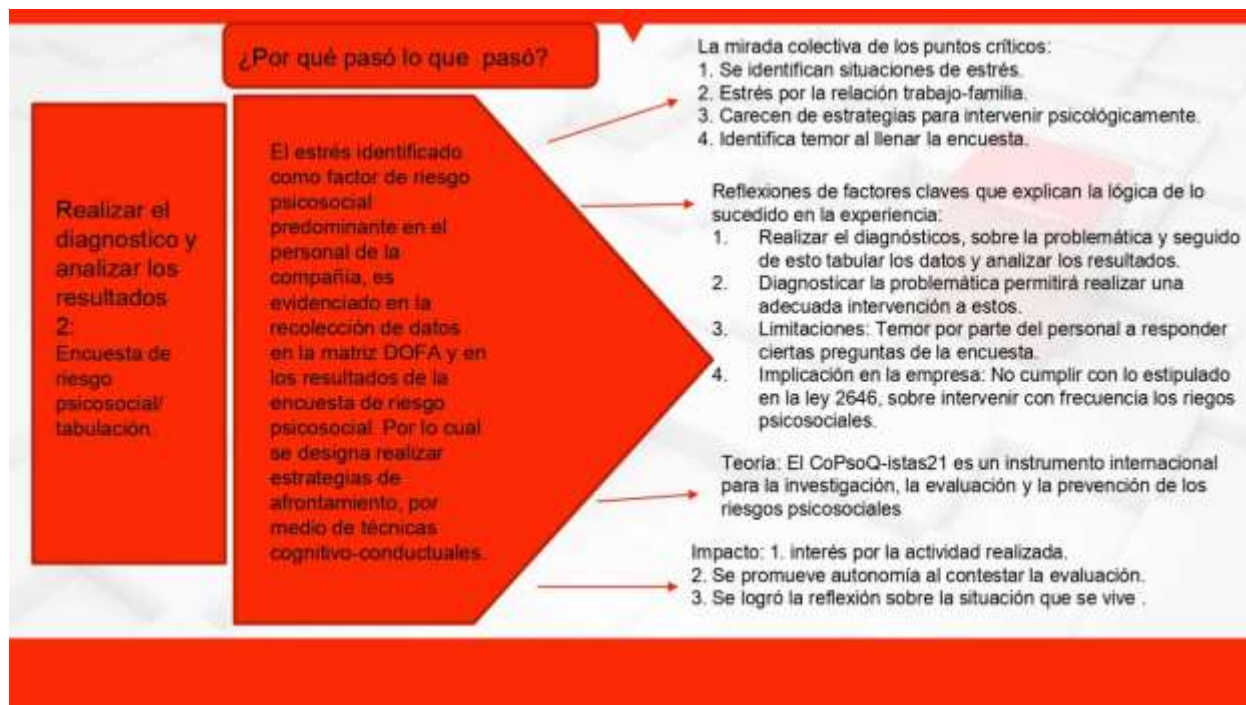 ¿Por qué pasó lo que pasó?
Realizar el
diagnostico y
analizar los
resultados
2:
Encuesta de
riesgo
psicosocial/
tabulación.
El estrés identificado
como factor de riesgo
psicosocial
predominante en el
personal de la
compañía, es
evidenciado en la
recolección de datos
en la matriz DOFA y en
los resultados de la
encuesta de riesgo
psicosocial. Por lo cual
se designa realizar
estrategias de
afrontamiento, por
medio de técnicas
cognitivo-conductuales.
La mirada colectiva de los puntos críticos:
1. Se identifican situaciones de estrés.
2. Estrés por la relación trabajo-familia.
3. Carecen de estrategias para intervenir psicológicamente.
4. Identifica temor al llenar la encuesta.
Reflexiones de factores claves que explican la lógica de lo
sucedido en la experiencia:
1. Realizar el diagnósticos, sobre la problemática y seguido
de esto tabular los datos y analizar los resultados.
2. Diagnosticar la problemática permitirá realizar una
adecuada intervención a estos.
3. Limitaciones: Temor por parte del personal a responder
ciertas preguntas de la encuesta.
4. Implicación en la empresa: No cumplir con lo estipulado
en la ley 2646, sobre intervenir con frecuencia los riegos
psicosociales.
Teoría: El CoPsoQ-istas21 es un instrumento internacional
para la investigación, la evaluación y la prevención de los
riesgos psicosociales
Impacto: 1. interés por la actividad realizada.
2. Se promueve autonomía al contestar la evaluación.
3. Se logró la reflexión sobre la situación que se vive .